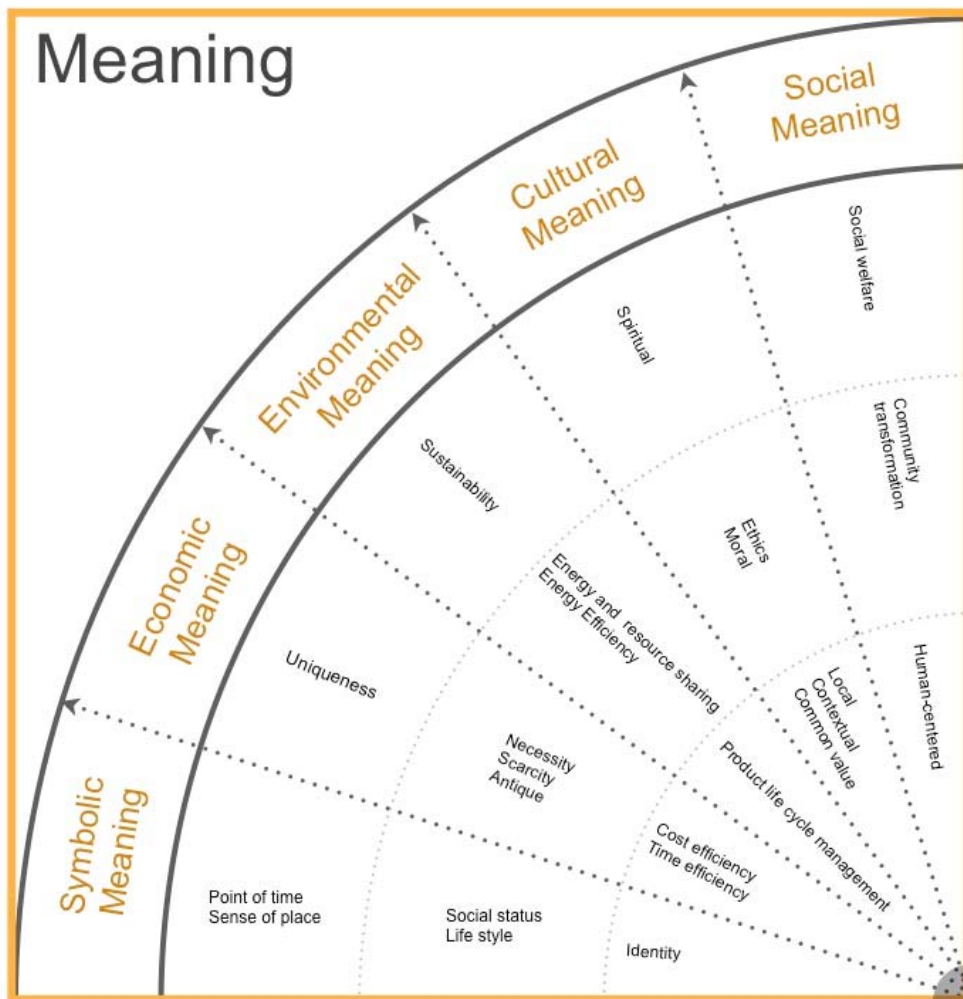 Meaning
Social
Meaning
Cultural
Meaning
Environmental
Meaning
Economic
Meaning
Symbolic
Meaning
Social welfare
Community
transformation
Human-centered
Spiritual
Ethics
Moral
Local
Contextual
Common value
Sustainability
Energy and resource sharing
Energy Efficiency
Product life cycle management
Uniqueness
Necessity
Scarcity
Antique
Cost efficiency
Time efficiency
Point of time
Sense of place
Social status
Life style
Identity